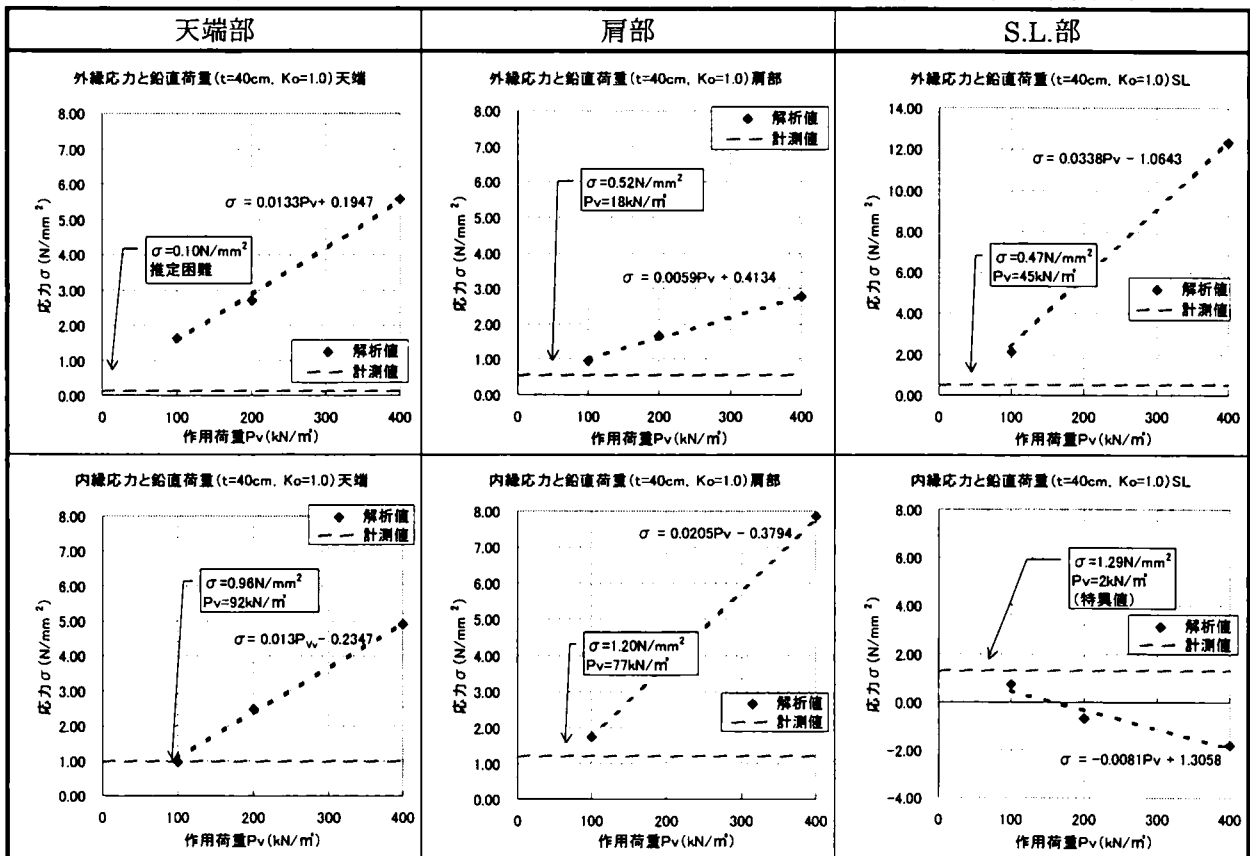 天端部
肩部
S.L.部
外縁応力と鉛直荷重(t=40cm, Ko=1.0)天端
8.00
7.00
6.00
5.00
4.00
3.00
2.00
1.00
0.00
応力σ(N/mm²)
σ = 0.0133Pv + 0.1947
σ=0.10N/mm²
推定困難
◆ 解析値
― ― 計測値
0 100 200 300 400
作用荷重Pv(kN/㎡)
外縁応力と鉛直荷重(t=40cm, Ko=1.0)肩部
8.00
7.00
6.00
5.00
4.00
3.00
2.00
1.00
0.00
応力σ(N/mm²)
◆ 解析値
― ― 計測値
σ=0.52N/mm²
Pv=18kN/㎡
σ = 0.0059Pv + 0.4134
0 100 200 300 400
作用荷重Pv(kN/㎡)
外縁応力と鉛直荷重(t=40cm, Ko=1.0)SL
14.00
12.00
10.00
8.00
6.00
4.00
2.00
0.00
応力σ(N/mm²)
σ = 0.0338Pv − 1.0643
σ=0.47N/mm²
Pv=45kN/㎡
◆ 解析値
― ― 計測値
0 100 200 300 400
作用荷重Pv(kN/㎡)
内縁応力と鉛直荷重(t=40cm, Ko=1.0)天端
8.00
7.00
6.00
5.00
4.00
3.00
2.00
1.00
0.00
応力σ(N/mm²)
◆ 解析値
― ― 計測値
σ=0.96N/mm²
Pv=92kN/㎡
σ = 0.013Pvv − 0.2347
0 100 200 300 400
作用荷重Pv(kN/㎡)
内縁応力と鉛直荷重(t=40cm, Ko=1.0)肩部
8.00
7.00
6.00
5.00
4.00
3.00
2.00
1.00
0.00
応力σ(N/mm²)
σ = 0.0205Pv − 0.3794
σ=1.20N/mm²
Pv=77kN/㎡
◆ 解析値
― ― 計測値
0 100 200 300 400
作用荷重Pv(kN/㎡)
内縁応力と鉛直荷重(t=40cm, Ko=1.0)SL
8.00
6.00
4.00
2.00
0.00
-2.00
-4.00
応力σ(N/mm²)
σ=1.29N/mm²
Pv=2kN/㎡
(特異値)
◆ 解析値
― ― 計測値
σ = −0.0081Pv + 1.3058
0 100 200 300 400
作用荷重Pv(kN/㎡)